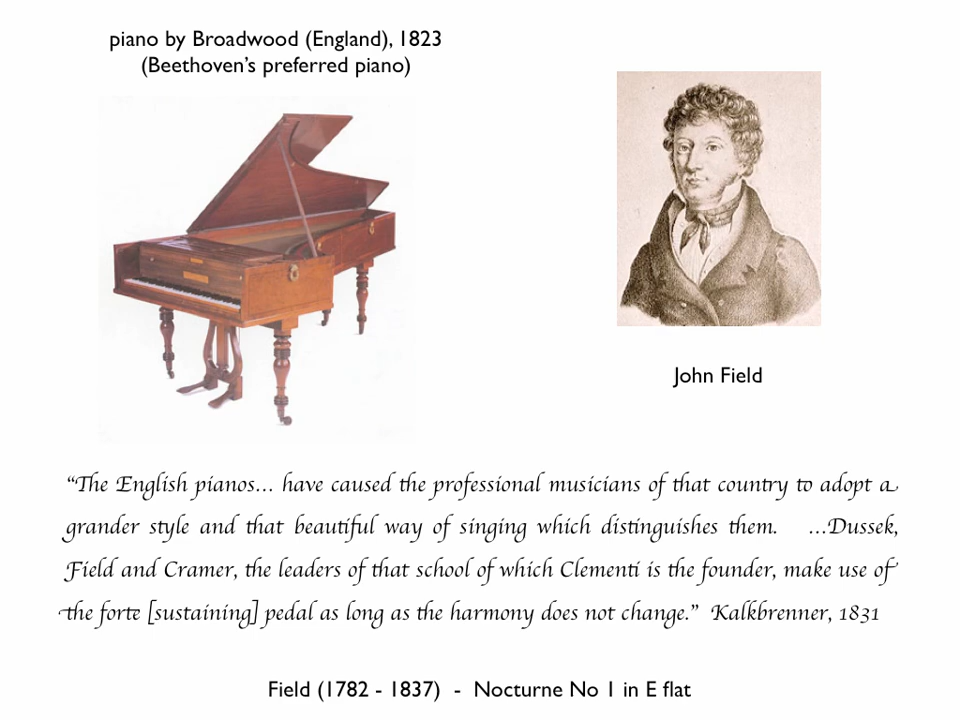 piano by Broadwood (England), 1823
(Beethoven's preferred piano)
John Field
“The English pianos... have caused the professional musicians of that country to adopt a
grander style and that beautiful way of singing which distinguishes them. ...Dussek,
Field and Cramer, the leaders of that school of which Clementi is the founder, make use of
the forte [sustaining] pedal as long as the harmony does not change.” Kalkbrenner, 1831
Field (1782 - 1837) - Nocturne No 1 in E flat